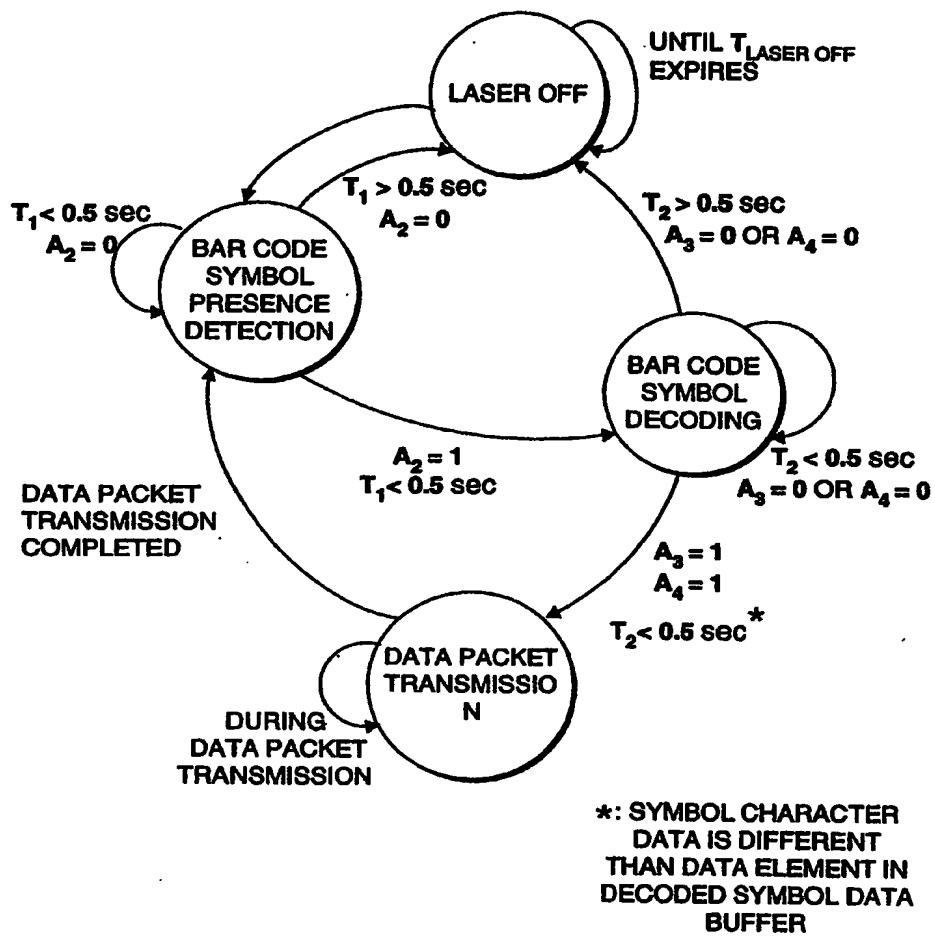 UNTIL T_LASER OFF
EXPIRES
LASER OFF
T₁ > 0.5 sec
A₂ = 0
T₂ > 0.5 sec
A₃ = 0 OR A₄ = 0
T₁ < 0.5 sec
A₂ = 0
BAR CODE
SYMBOL
PRESENCE
DETECTION
BAR CODE
SYMBOL
DECODING
A₂ = 1
T₁ < 0.5 sec
T₂ < 0.5 sec
A₃ = 0 OR A₄ = 0
DATA PACKET
TRANSMISSION
COMPLETED
A₃ = 1
A₄ = 1
T₂ < 0.5 sec*
DATA PACKET
TRANSMISSIO
N
DURING
DATA PACKET
TRANSMISSION
*: SYMBOL CHARACTER
DATA IS DIFFERENT
THAN DATA ELEMENT IN
DECODED SYMBOL DATA
BUFFER